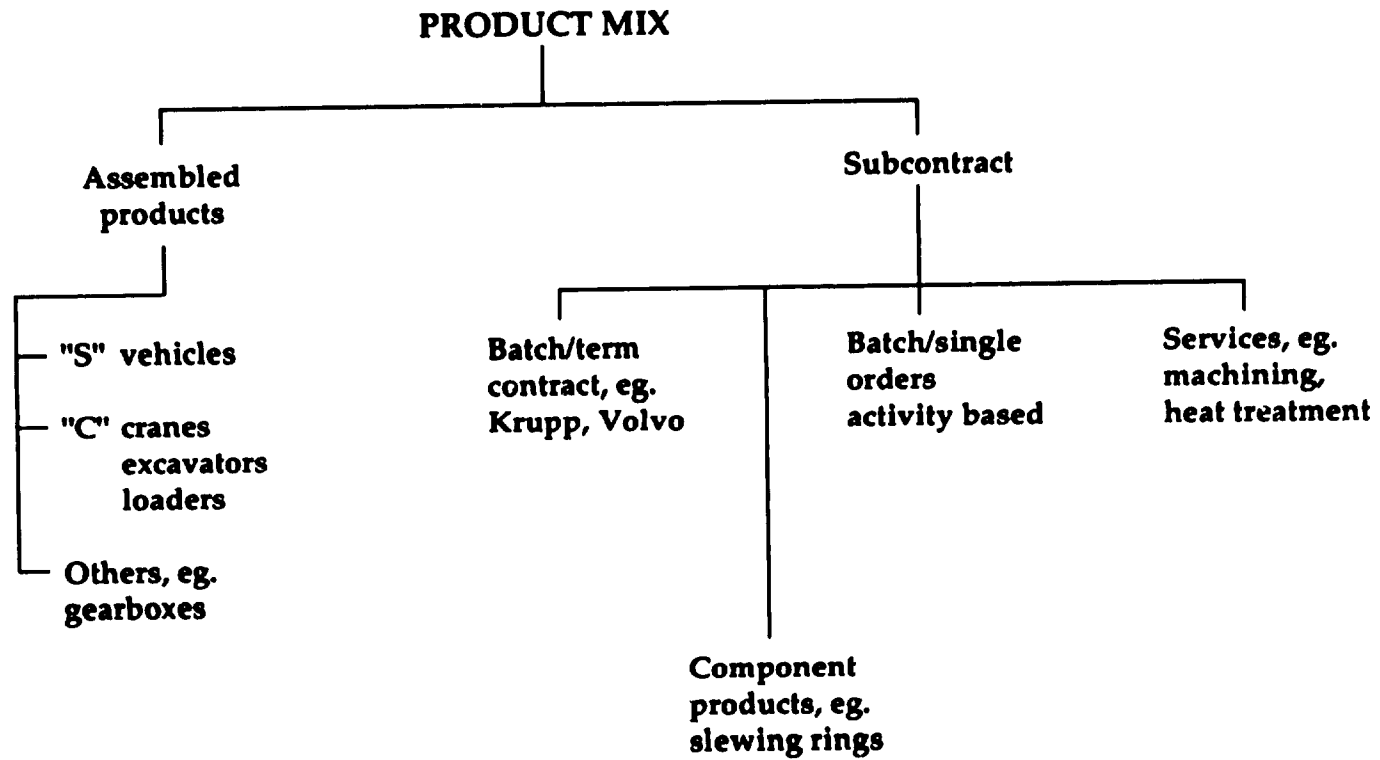 PRODUCT MIX
Assembled
products
"S" vehicles
"C" cranes
excavators
loaders
Others, eg.
gearboxes
Subcontract
Batch/term
contract, eg.
Krupp, Volvo
Component
products, eg.
slewing rings
Batch/single
orders
activity based
Services, eg.
machining,
heat treatment